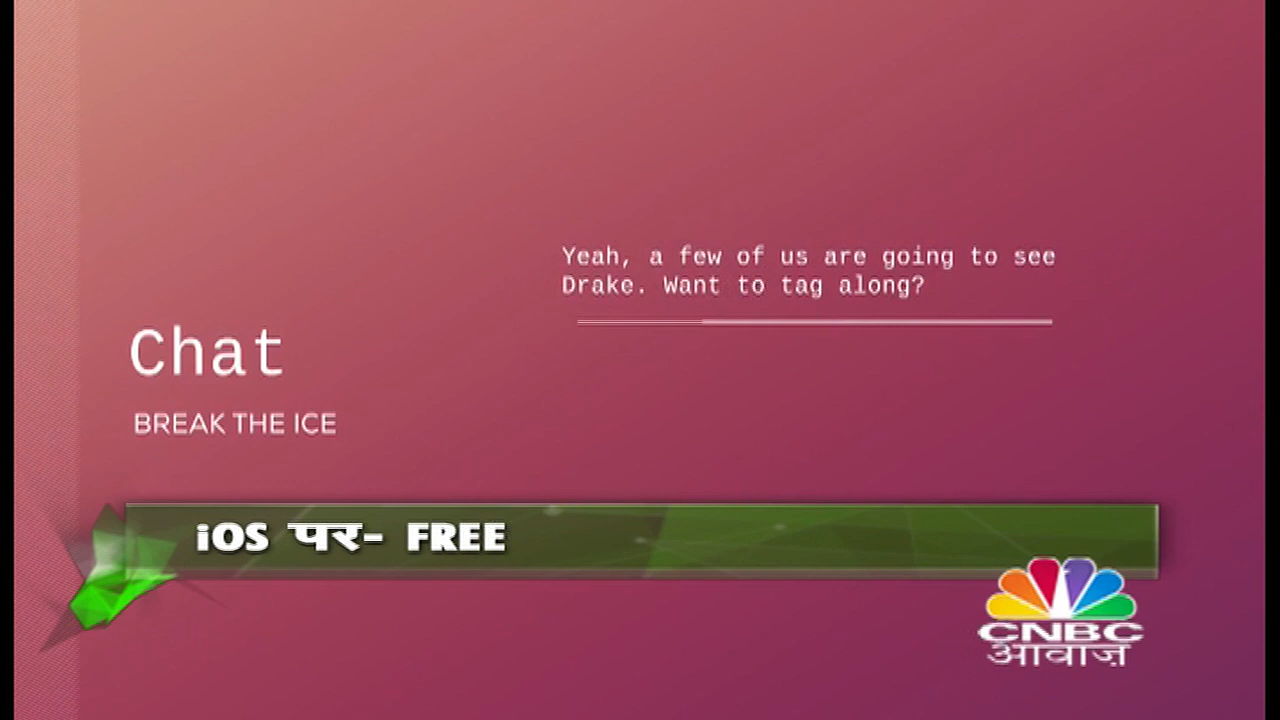 Yeah, a few of us are going to see
Drake. Want to tag along?
Chat
BREAK THE ICE
iOS पर- FREE
CNBC
आवाज़